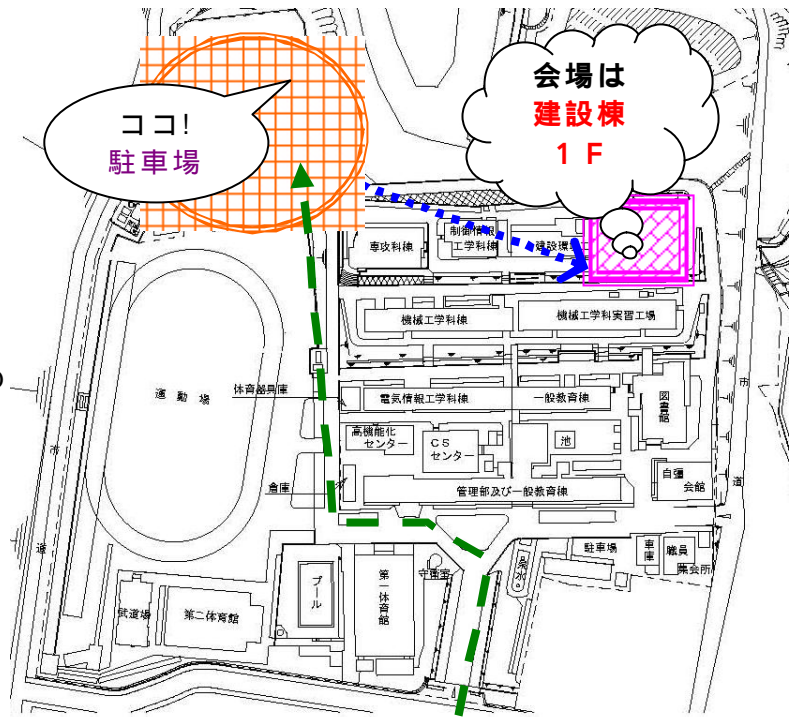 会場は
建設棟
1F
ココ!
駐車場
専攻科棟
制御情報
工学科棟
建設環
機械工学科棟
機械工学科実習工場
運動場
体育器具庫
電気情報工学科棟
一般教育棟
図書館
高機能化
センター
CS
センター
池
自彊
会館
倉庫
管理部及び一般教育棟
市道
市道
駐車場
車庫
職員
集会所
守衛室
プール
第一体育館
武道場
第二体育館